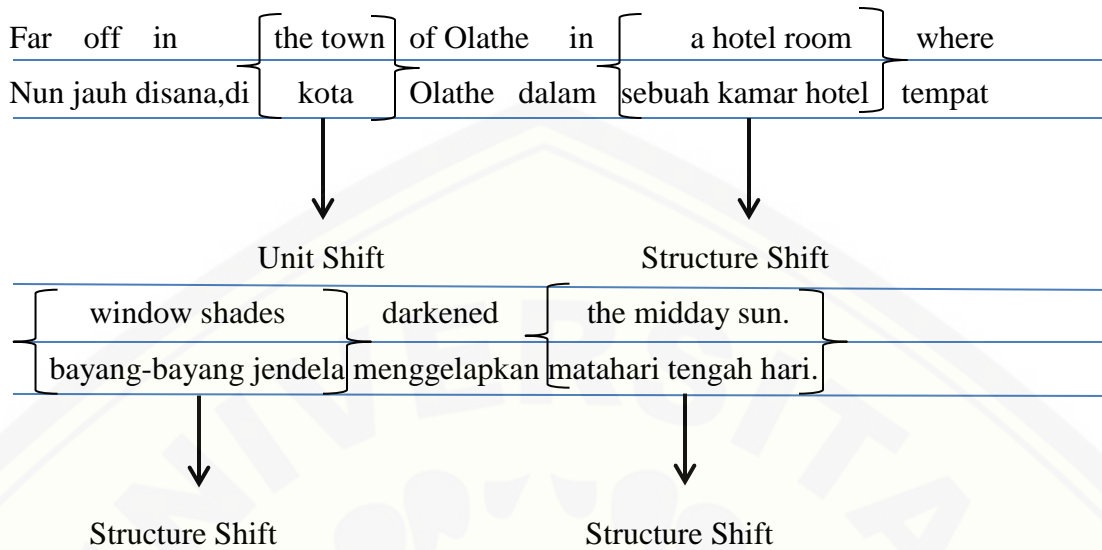 Far off in the town of Olathe in a hotel room where
Nun jauh disana,di kota Olathe dalam sebuah kamar hotel tempat
Unit Shift Structure Shift
window shades darkened the midday sun.
bayang-bayang jendela menggelapkan matahari tengah hari.
Structure Shift Structure Shift